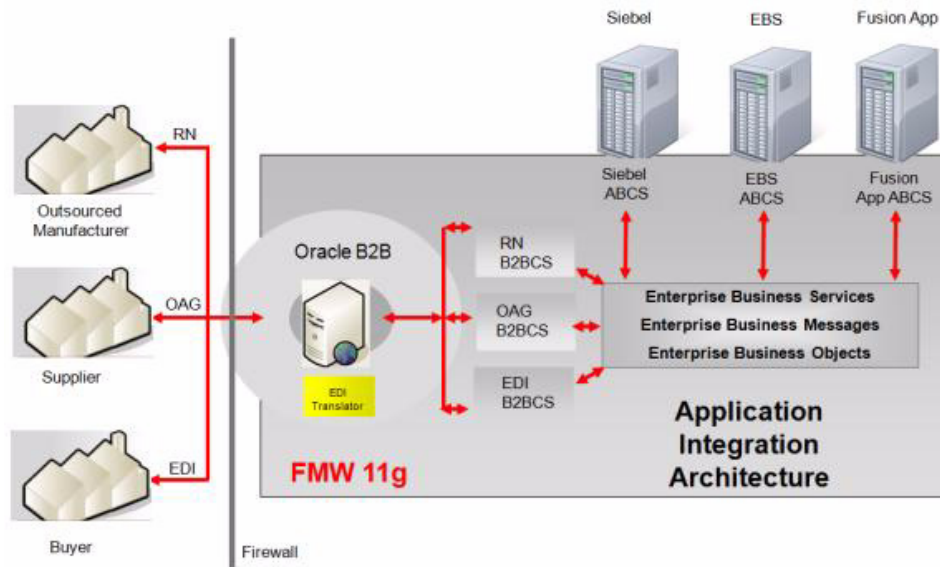 Siebel
EBS
Fusion App
RN
Outsourced
Manufacturer
OAG
Supplier
EDI
Buyer
Firewall
Oracle B2B
EDI
Translator
FMW 11g
RN
B2BCS
OAG
B2BCS
EDI
B2BCS
Siebel
ABCS
EBS
ABCS
Fusion
App ABCS
Enterprise Business Services
Enterprise Business Messages
Enterprise Business Objects
Application
Integration
Architecture